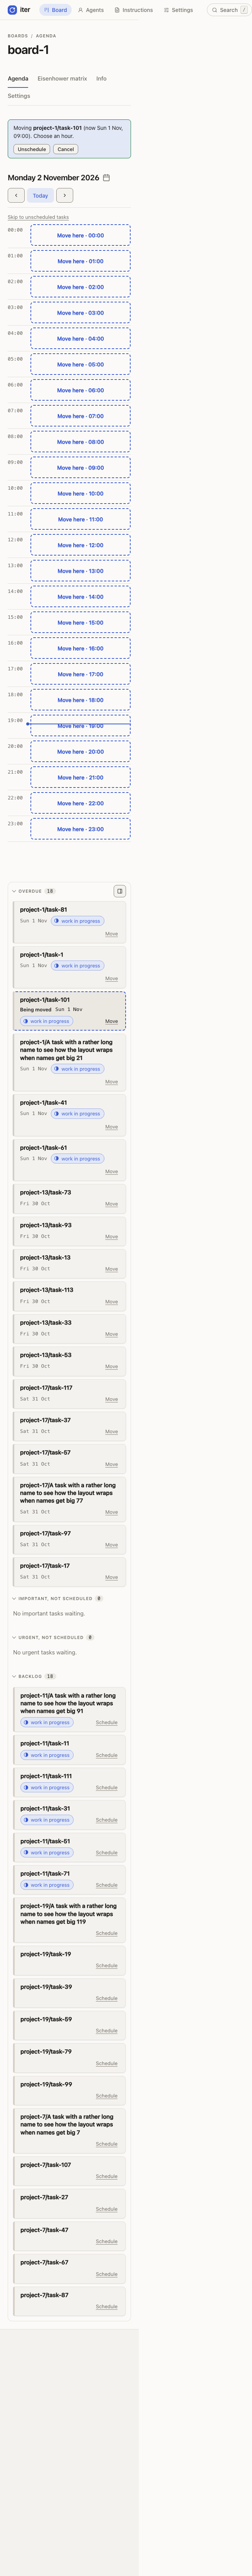 iter
Board
Agents
Instructions
Settings
Search /
BOARDS / AGENDA
board-1
Agenda
Eisenhower matrix
Info
Settings
Moving project-1/task-101 (now Sun 1 Nov,
09:00). Choose an hour.
Unschedule
Cancel
Monday 2 November 2026
‹
Today
›
Skip to unscheduled tasks
00:00
Move here · 00:00
01:00
Move here · 01:00
02:00
Move here · 02:00
03:00
Move here · 03:00
04:00
Move here · 04:00
05:00
Move here · 05:00
06:00
Move here · 06:00
07:00
Move here · 07:00
08:00
Move here · 08:00
09:00
Move here · 09:00
10:00
Move here · 10:00
11:00
Move here · 11:00
12:00
Move here · 12:00
13:00
Move here · 13:00
14:00
Move here · 14:00
15:00
Move here · 15:00
16:00
Move here · 16:00
17:00
Move here · 17:00
18:00
Move here · 18:00
19:00
Move here · 19:00
20:00
Move here · 20:00
21:00
Move here · 21:00
22:00
Move here · 22:00
23:00
Move here · 23:00
OVERDUE 18
project-1/task-81
Sun 1 Nov work in progress
Move
project-1/task-1
Sun 1 Nov work in progress
Move
project-1/task-101
Being moved Sun 1 Nov
work in progress
Move
project-1/A task with a rather long
name to see how the layout wraps
when names get big 21
Sun 1 Nov work in progress
Move
project-1/task-41
Sun 1 Nov work in progress
Move
project-1/task-61
Sun 1 Nov work in progress
Move
project-13/task-73
Fri 30 Oct
Move
project-13/task-93
Fri 30 Oct
Move
project-13/task-13
Fri 30 Oct
Move
project-13/task-113
Fri 30 Oct
Move
project-13/task-33
Fri 30 Oct
Move
project-13/task-53
Fri 30 Oct
Move
project-17/task-117
Sat 31 Oct
Move
project-17/task-37
Sat 31 Oct
Move
project-17/task-57
Sat 31 Oct
Move
project-17/A task with a rather long
name to see how the layout wraps
when names get big 77
Sat 31 Oct
Move
project-17/task-97
Sat 31 Oct
Move
project-17/task-17
Sat 31 Oct
Move
IMPORTANT, NOT SCHEDULED 0
No important tasks waiting.
URGENT, NOT SCHEDULED 0
No urgent tasks waiting.
BACKLOG 18
project-11/A task with a rather long
name to see how the layout wraps
when names get big 91
work in progress
Schedule
project-11/task-11
work in progress
Schedule
project-11/task-111
work in progress
Schedule
project-11/task-31
work in progress
Schedule
project-11/task-51
work in progress
Schedule
project-11/task-71
work in progress
Schedule
project-19/A task with a rather long
name to see how the layout wraps
when names get big 119
Schedule
project-19/task-19
Schedule
project-19/task-39
Schedule
project-19/task-59
Schedule
project-19/task-79
Schedule
project-19/task-99
Schedule
project-7/A task with a rather long
name to see how the layout wraps
when names get big 7
Schedule
project-7/task-107
Schedule
project-7/task-27
Schedule
project-7/task-47
Schedule
project-7/task-67
Schedule
project-7/task-87
Schedule